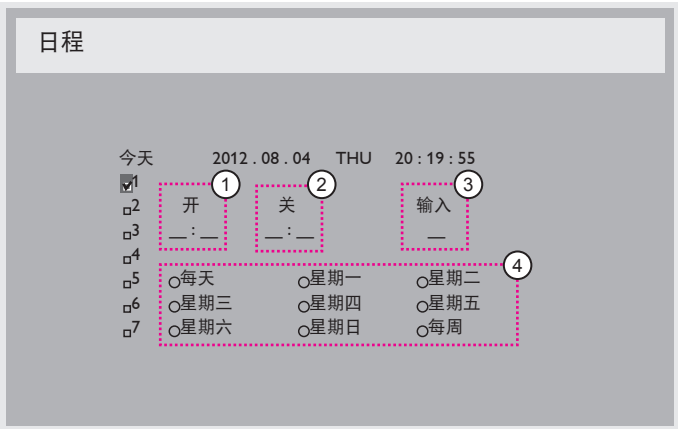 日程
今天 2012 . 08 . 04 THU 20 : 19 : 55
1 1 2 3
2 开 关 输入
3 __ : __ __ : __ __
4 4
5 每天 星期一 星期二
6 星期三 星期四 星期五
7 星期六 星期日 每周